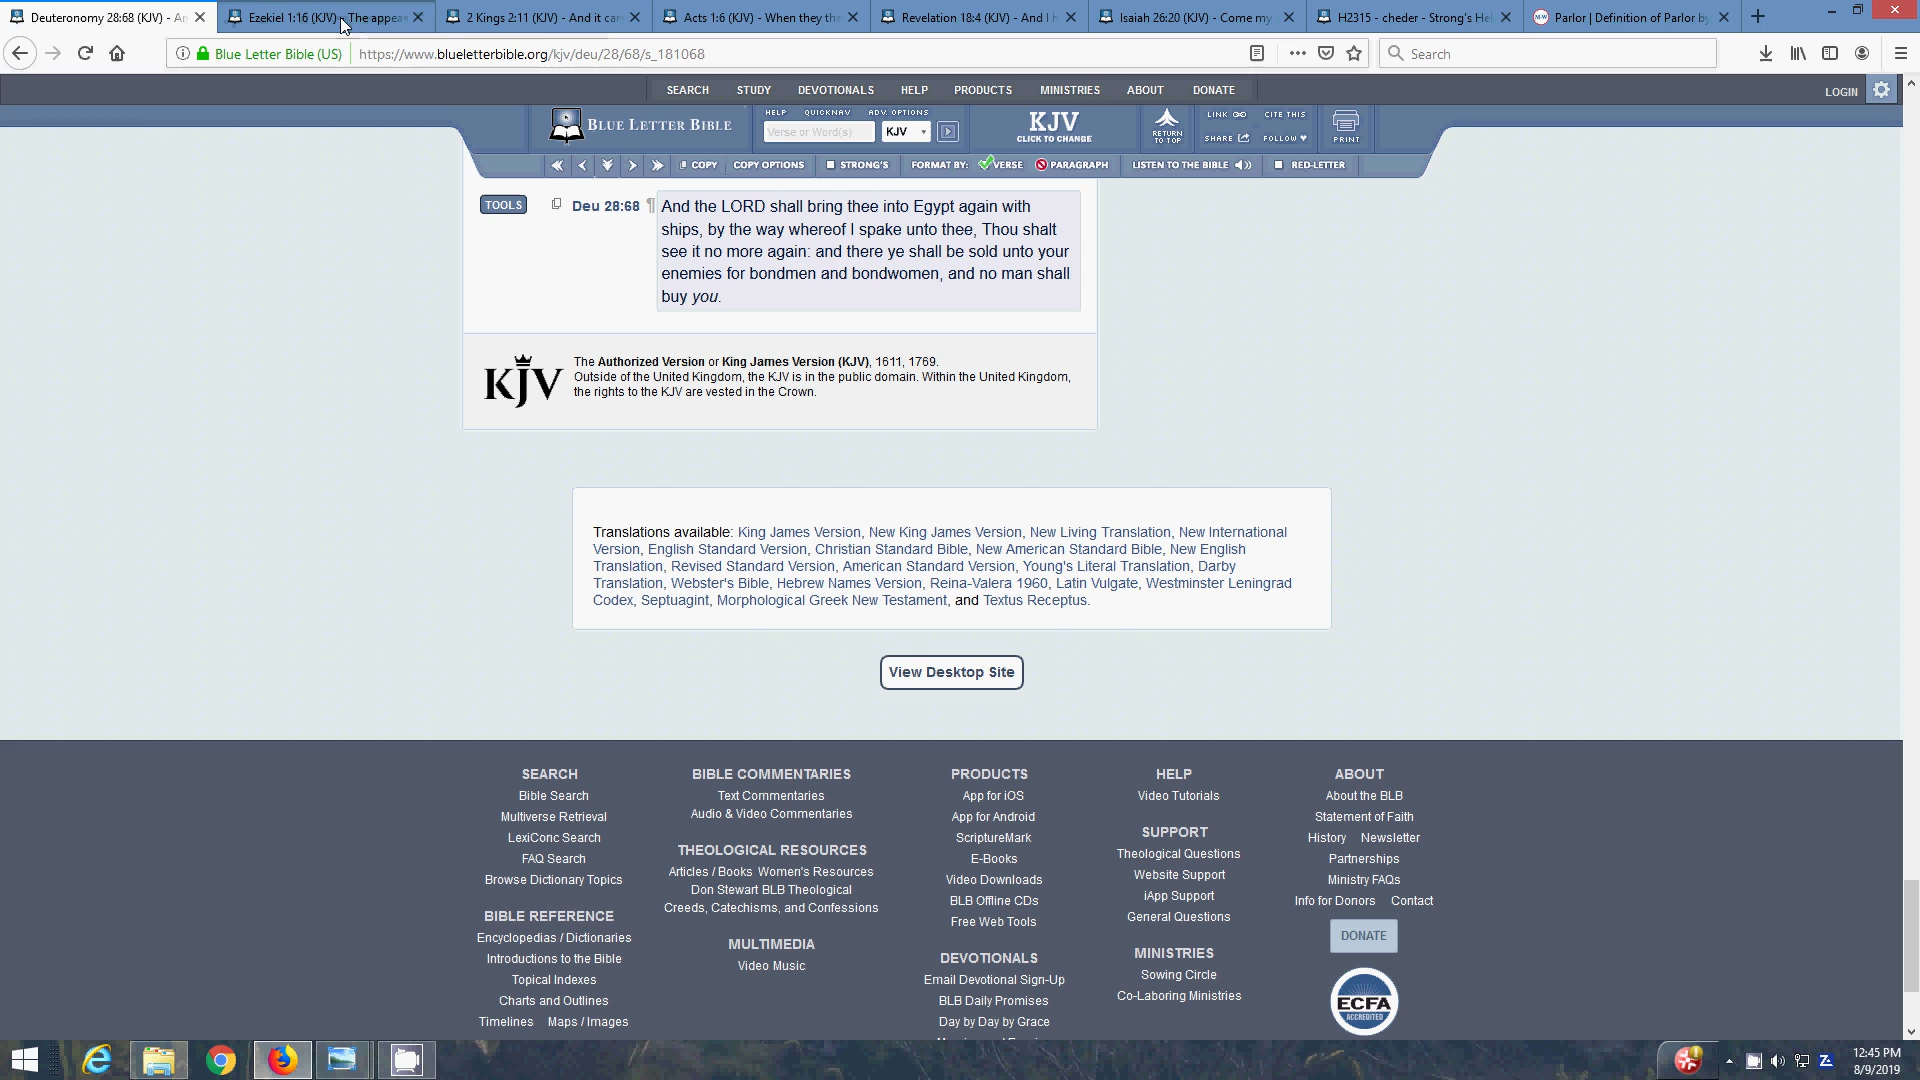 Deuteronomy 28:68 (KJV) - An
Ezekiel 1:16 (KJV) - The appear
2 Kings 2:11 (KJV) - And it ca
Acts 1:6 (KJV) - When they the
Revelation 18:4 (KJV) - And I h
Isaiah 26:20 (KJV) - Come my
H2315 - cheder - Strong's He
Parlor | Definition of Parlor by
Blue Letter Bible (US)
https://www.blueletterbible.org/kjv/deu/28/68/s_181068
Search
SEARCH STUDY DEVOTIONALS HELP PRODUCTS MINISTRIES ABOUT DONATE
LOGIN
BLUE LETTER BIBLE
HELP QUICKNAV ADV. OPTIONS
Verse or Word(s) KJV
KJV
CLICK TO CHANGE
RETURN
TO TOP
LINK CITE THIS
SHARE FOLLOW
PRINT
COPY COPY OPTIONS STRONG'S FORMAT BY: VERSE PARAGRAPH LISTEN TO THE BIBLE RED-LETTER
TOOLS Deu 28:68 ¶ And the LORD shall bring thee into Egypt again with
ships, by the way whereof I spake unto thee, Thou shalt
see it no more again: and there ye shall be sold unto your
enemies for bondmen and bondwomen, and no man shall
buy you.
KJV
The Authorized Version or King James Version (KJV), 1611, 1769.
Outside of the United Kingdom, the KJV is in the public domain. Within the United Kingdom,
the rights to the KJV are vested in the Crown.
Translations available: King James Version, New King James Version, New Living Translation, New International
Version, English Standard Version, Christian Standard Bible, New American Standard Bible, New English
Translation, Revised Standard Version, American Standard Version, Young's Literal Translation, Darby
Translation, Webster's Bible, Hebrew Names Version, Reina-Valera 1960, Latin Vulgate, Westminster Leningrad
Codex, Septuagint, Morphological Greek New Testament, and Textus Receptus.
View Desktop Site
SEARCH
Bible Search
Multiverse Retrieval
LexiConc Search
FAQ Search
Browse Dictionary Topics
BIBLE REFERENCE
Encyclopedias / Dictionaries
Introductions to the Bible
Topical Indexes
Charts and Outlines
Timelines Maps / Images
BIBLE COMMENTARIES
Text Commentaries
Audio & Video Commentaries
THEOLOGICAL RESOURCES
Articles / Books Women's Resources
Don Stewart BLB Theological
Creeds, Catechisms, and Confessions
MULTIMEDIA
Video Music
PRODUCTS
App for iOS
App for Android
ScriptureMark
E-Books
Video Downloads
BLB Offline CDs
Free Web Tools
DEVOTIONALS
Email Devotional Sign-Up
BLB Daily Promises
Day by Day by Grace
HELP
Video Tutorials
SUPPORT
Theological Questions
Website Support
iApp Support
General Questions
MINISTRIES
Sowing Circle
Co-Laboring Ministries
ABOUT
About the BLB
Statement of Faith
History Newsletter
Partnerships
Ministry FAQs
Info for Donors Contact
DONATE
ECFA
ACCREDITED
12:45 PM
8/9/2019